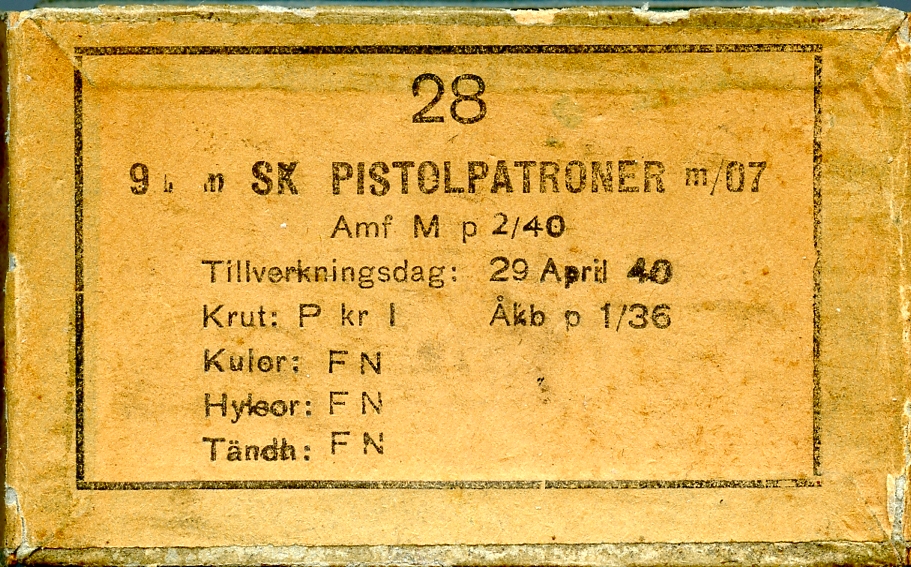 28
9 m m SK PISTOLPATRONER m/07
Amf M p 2/40
Tillverkningsdag: 29 April 40
Krut: P kr I Åkb p 1/36
Kulor: F N
Hylsor: F N
Tändh: F N